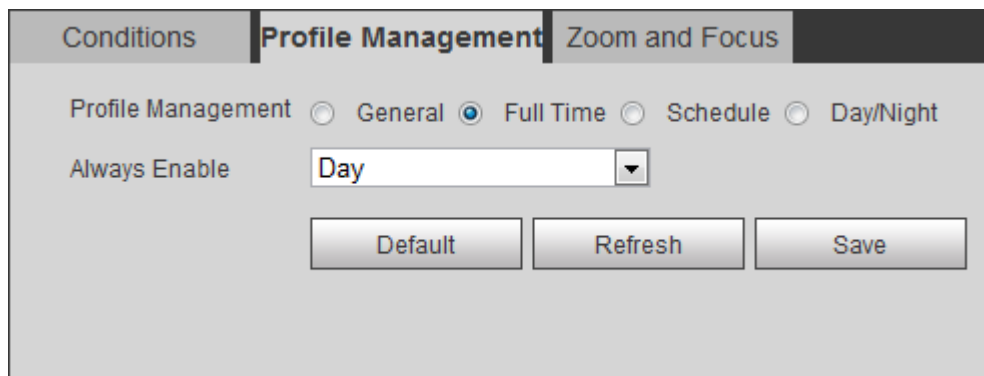 Conditions Profile Management Zoom and Focus
Profile Management General Full Time Schedule Day/Night
Always Enable Day
Default Refresh Save